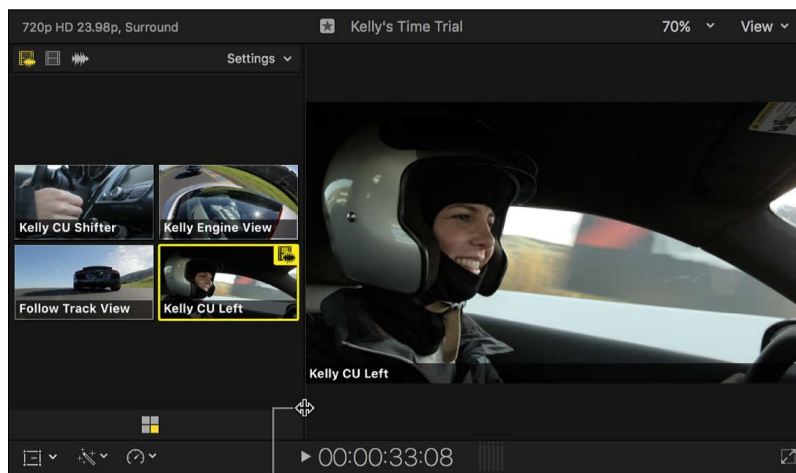 720p HD 23.98p, Surround
Kelly's Time Trial
70%
View
Settings
Kelly CU Shifter
Kelly Engine View
Follow Track View
Kelly CU Left
Kelly CU Left
00:00:33:08